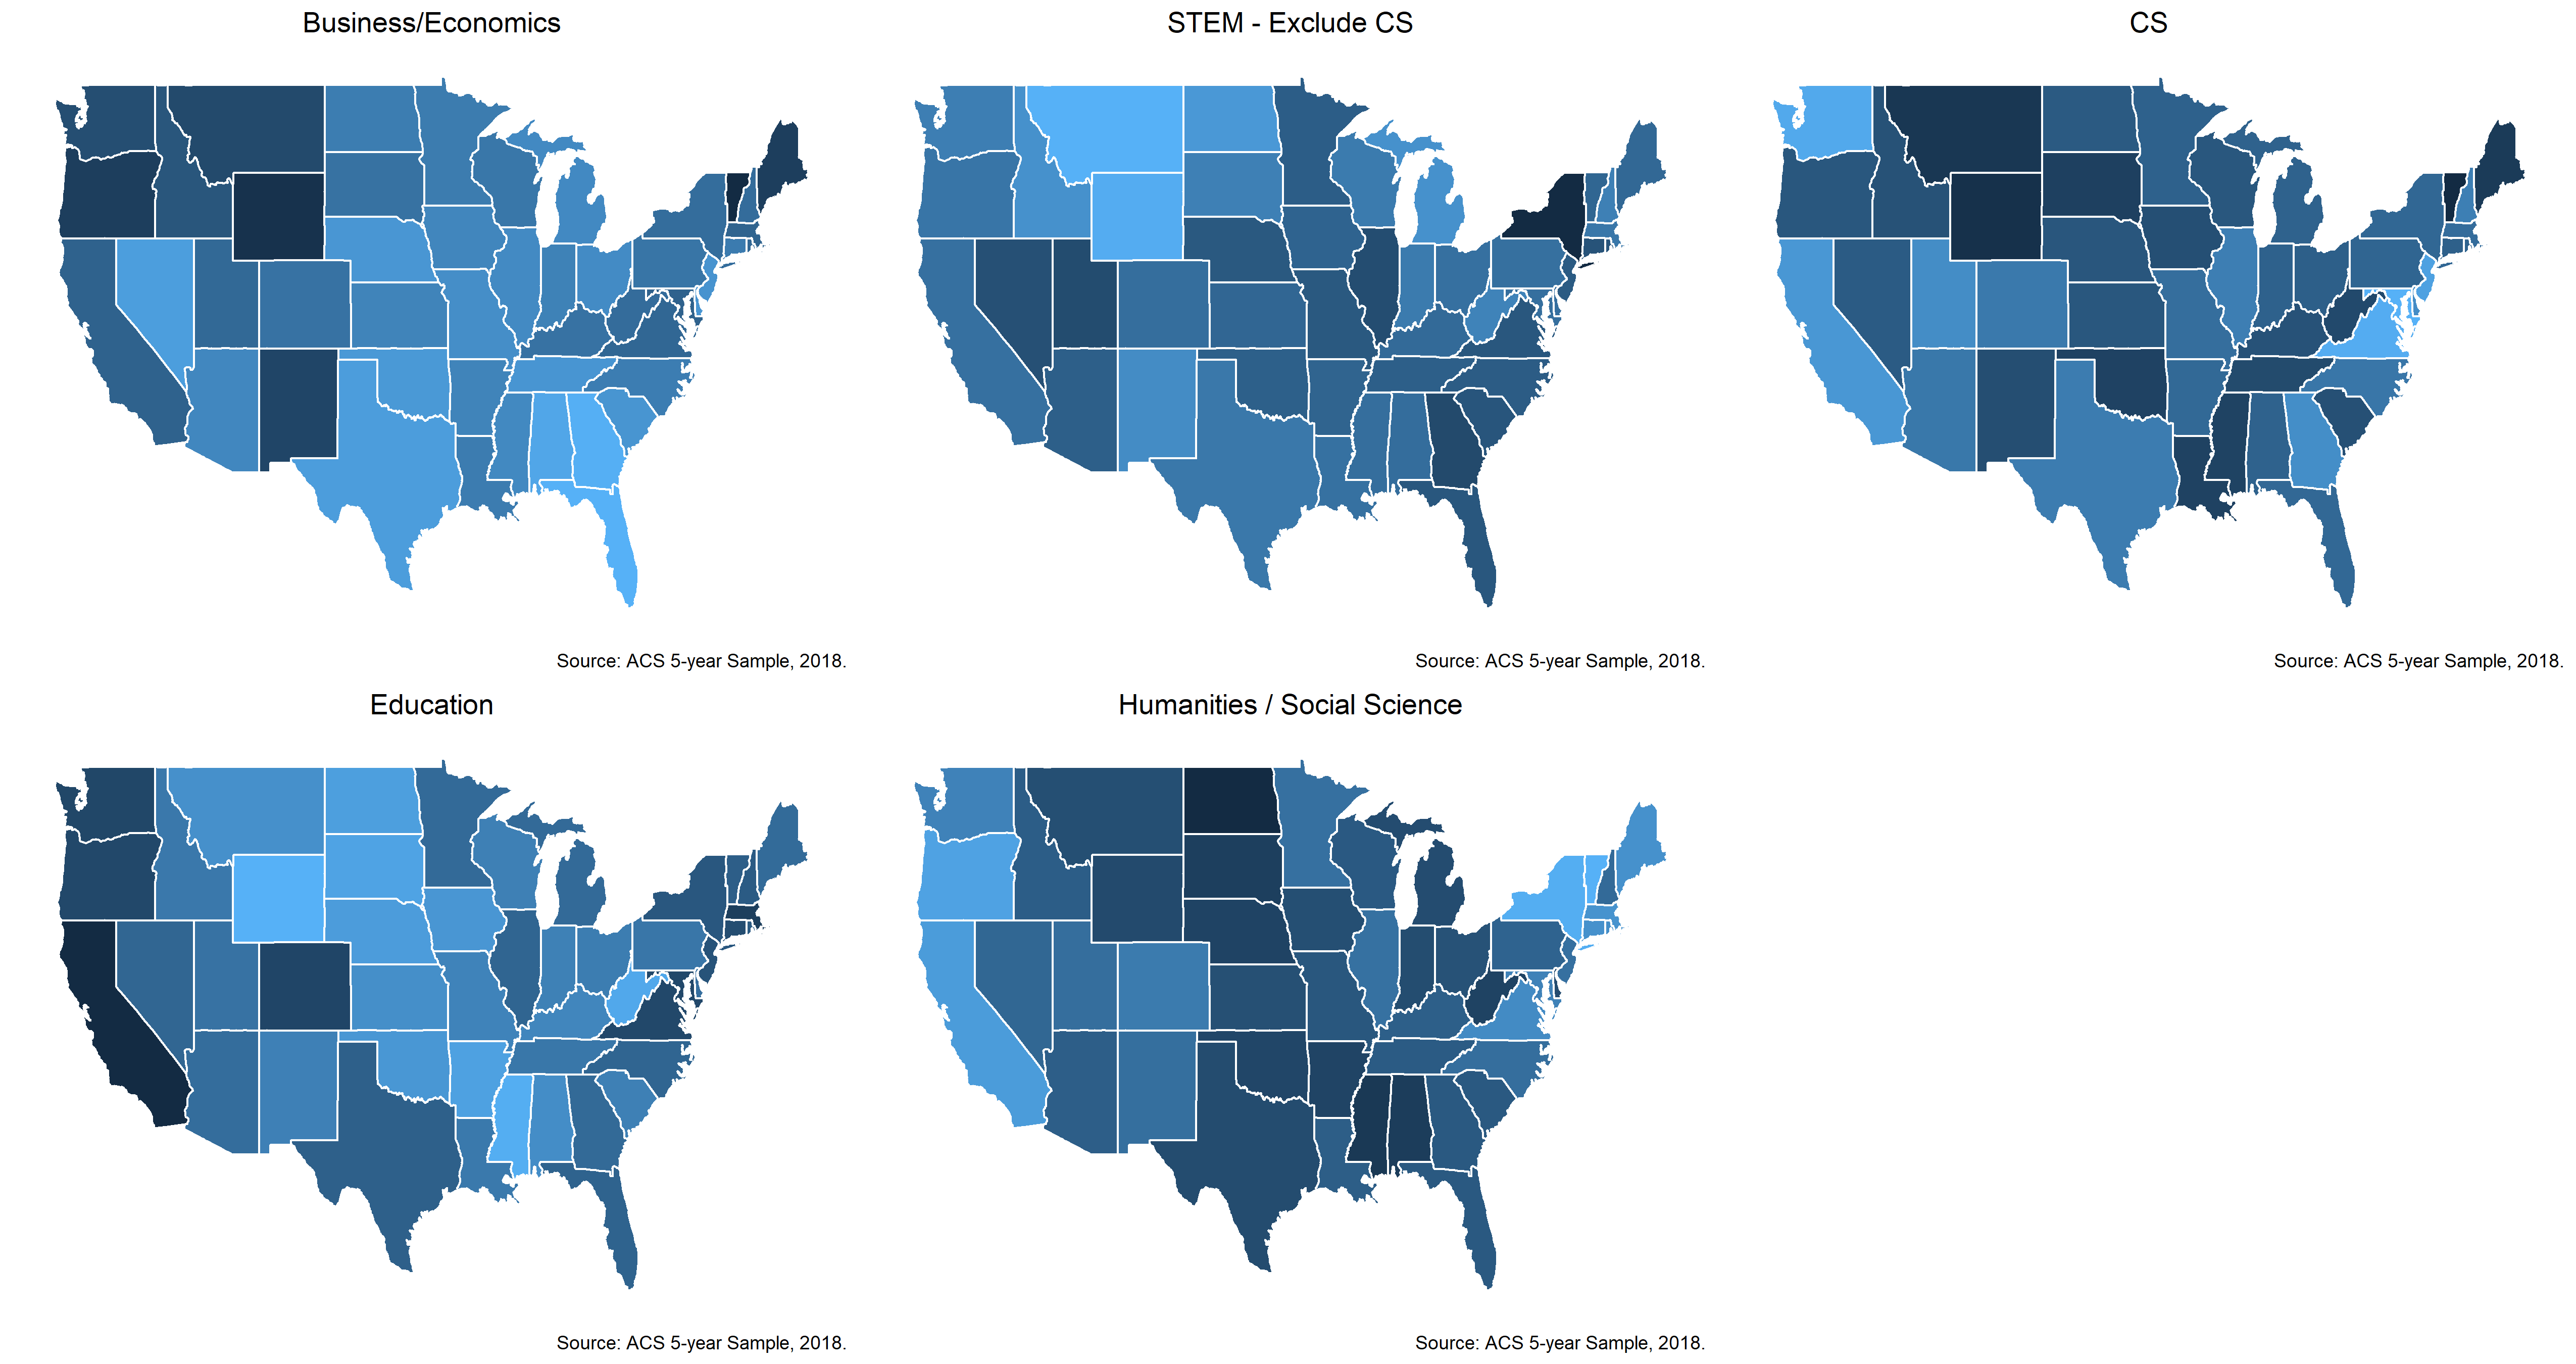 Business/Economics
STEM - Exclude CS
CS
Source: ACS 5-year Sample, 2018.
Source: ACS 5-year Sample, 2018.
Source: ACS 5-year Sample, 2018.
Education
Humanities / Social Science
Source: ACS 5-year Sample, 2018.
Source: ACS 5-year Sample, 2018.